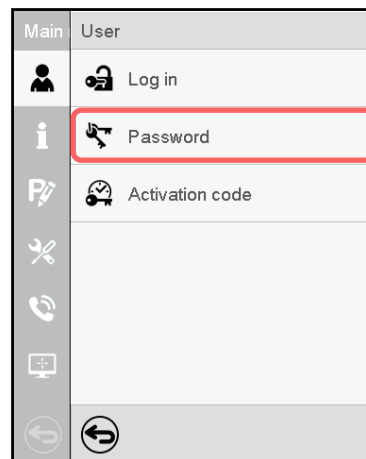 Main
User
Log in
Password
Activation code